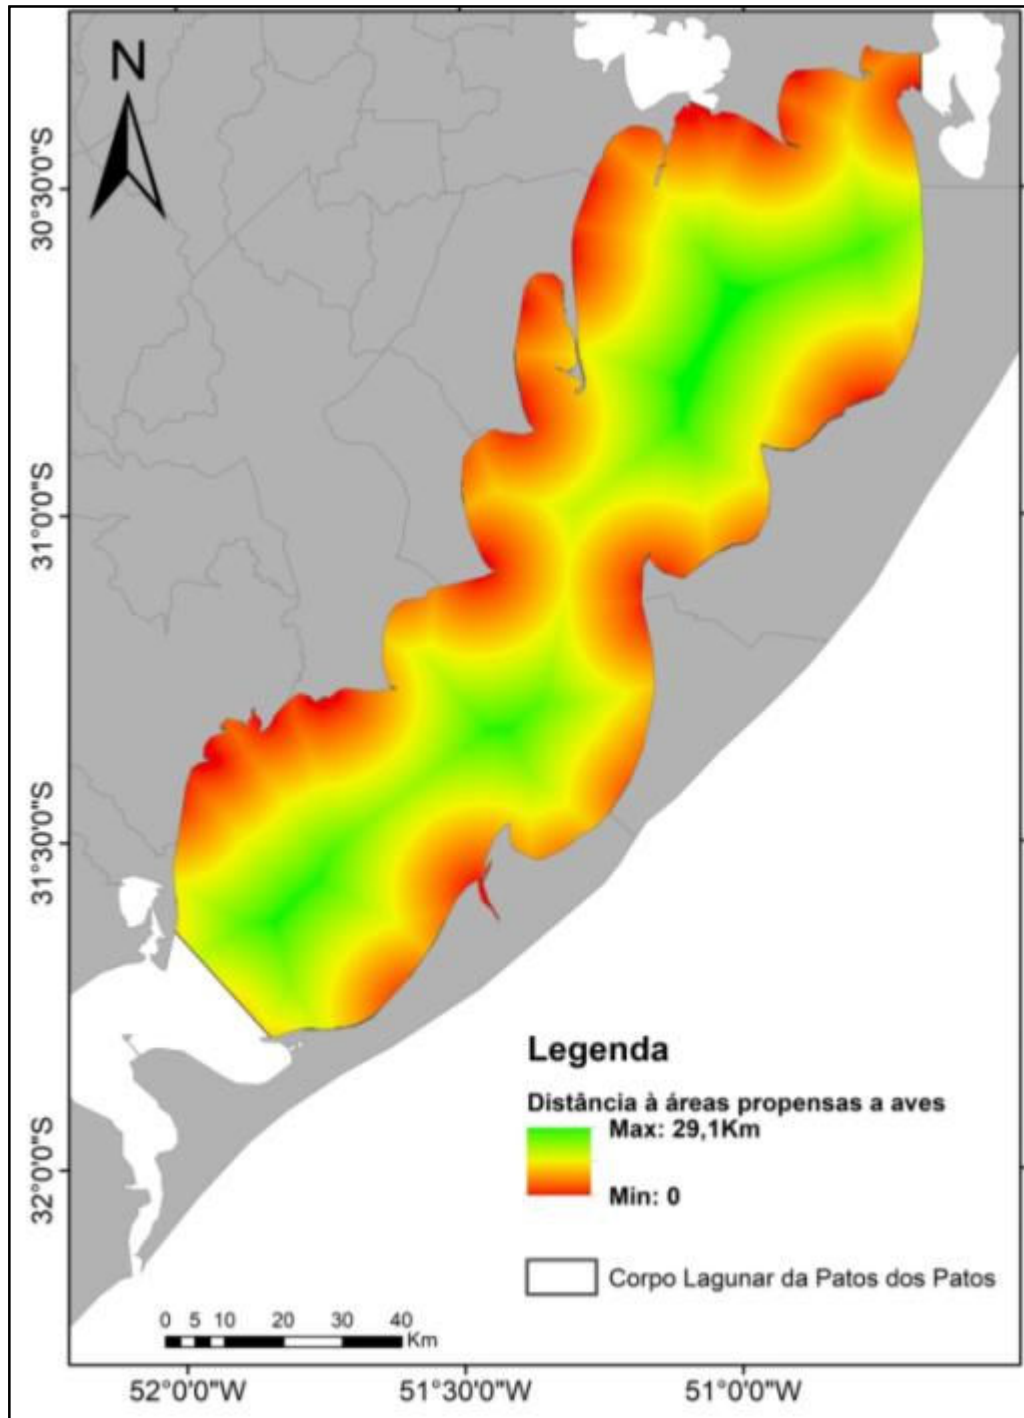 N
30°30'0"S
31°0'0"S
31°30'0"S
32°0'0"S
Legenda
Distância à áreas propensas a aves
Max: 29,1Km
Min: 0
Corpo Lagunar da Patos dos Patos
0 5 10 20 30 40
Km
52°0'0"W 51°30'0"W 51°0'0"W